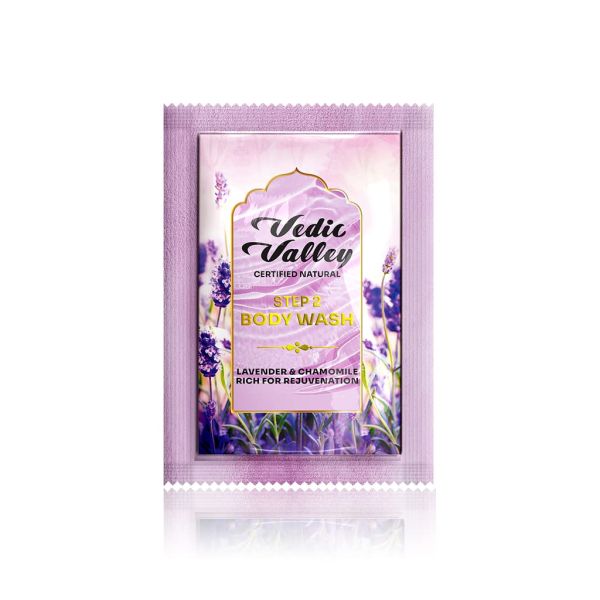 Vedic
Valley
CERTIFIED NATURAL
STEP 2
BODY WASH
LAVENDER & CHAMOMILE
RICH FOR REJUVENATION